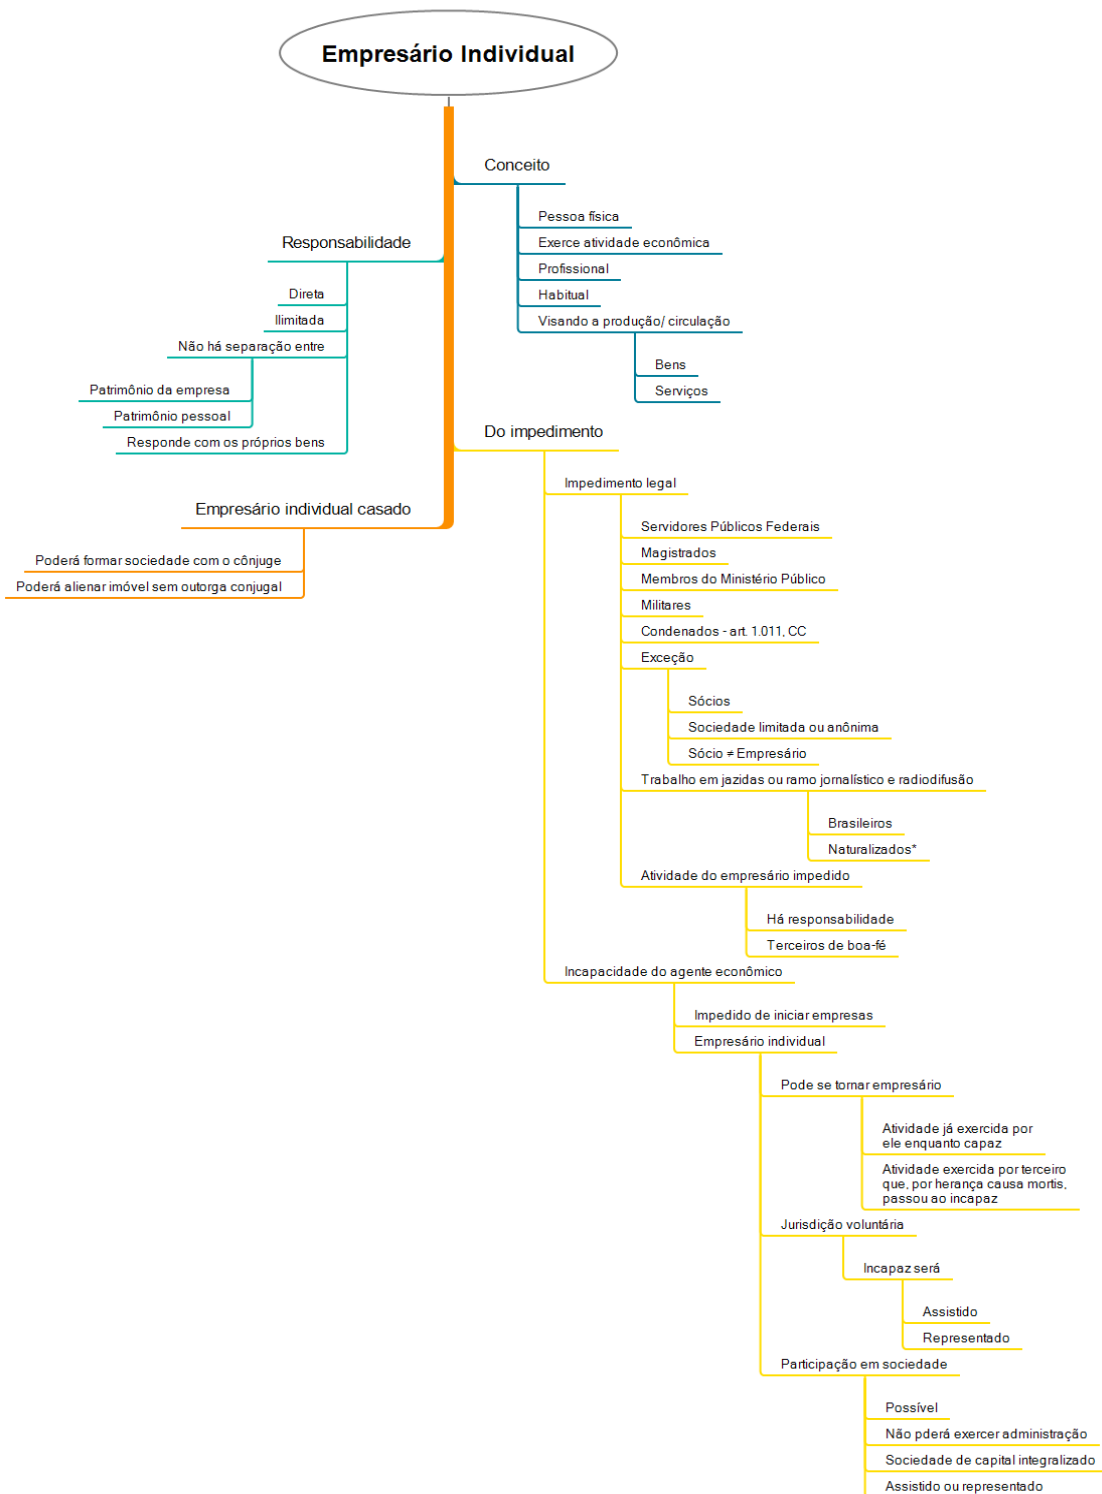 Empresário Individual
Conceito
Pessoa física
Exerce atividade econômica
Profissional
Habitual
Visando a produção/ circulação
Bens
Serviços
Responsabilidade
Direta
Ilimitada
Não há separação entre
Patrimônio da empresa
Patrimônio pessoal
Responde com os próprios bens
Empresário individual casado
Poderá formar sociedade com o cônjuge
Poderá alienar imóvel sem outorga conjugal
Do impedimento
Impedimento legal
Servidores Públicos Federais
Magistrados
Membros do Ministério Público
Militares
Condenados - art. 1.011, CC
Exceção
Sócios
Sociedade limitada ou anônima
Sócio ≠ Empresário
Trabalho em jazidas ou ramo jornalístico e radiodifusão
Brasileiros
Naturalizados*
Atividade do empresário impedido
Há responsabilidade
Terceiros de boa-fé
Incapacidade do agente econômico
Impedido de iniciar empresas
Empresário individual
Pode se tornar empresário
Atividade já exercida por
ele enquanto capaz
Atividade exercida por terceiro
que, por herança causa mortis,
passou ao incapaz
Jurisdição voluntária
Incapaz será
Assistido
Representado
Participação em sociedade
Possível
Não pderá exercer administração
Sociedade de capital integralizado
Assistido ou representado